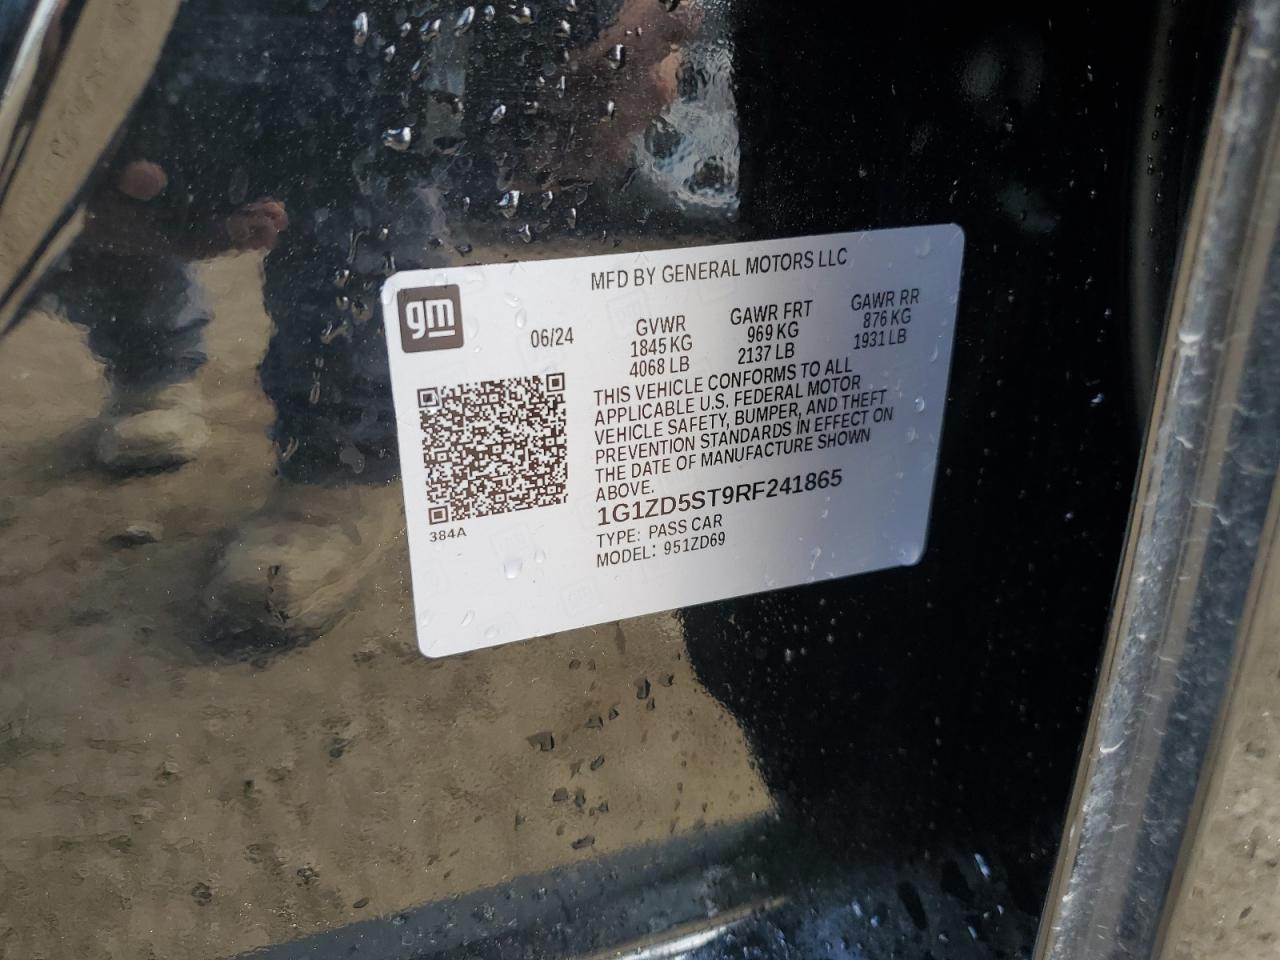 MFD BY GENERAL MOTORS LLC
gm
06/24
GVWR
1845 KG
4068 LB
GAWR FRT
969 KG
2137 LB
GAWR RR
876 KG
1931 LB
THIS VEHICLE CONFORMS TO ALL
APPLICABLE U.S. FEDERAL MOTOR
VEHICLE SAFETY, BUMPER, AND THEFT
PREVENTION STANDARDS IN EFFECT ON
THE DATE OF MANUFACTURE SHOWN
ABOVE.
1G1ZD5ST9RF241865
TYPE: PASS CAR
MODEL: 951ZD69
384A